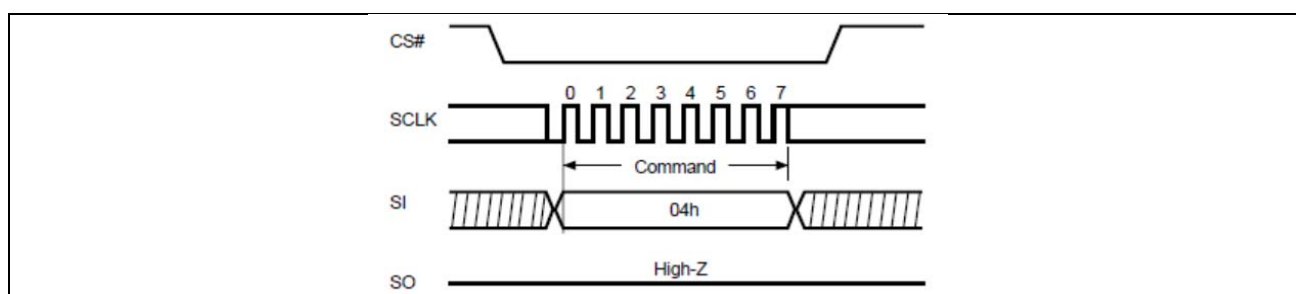 CS#
0 1 2 3 4 5 6 7
SCLK
Command
SI
04h
High-Z
SO